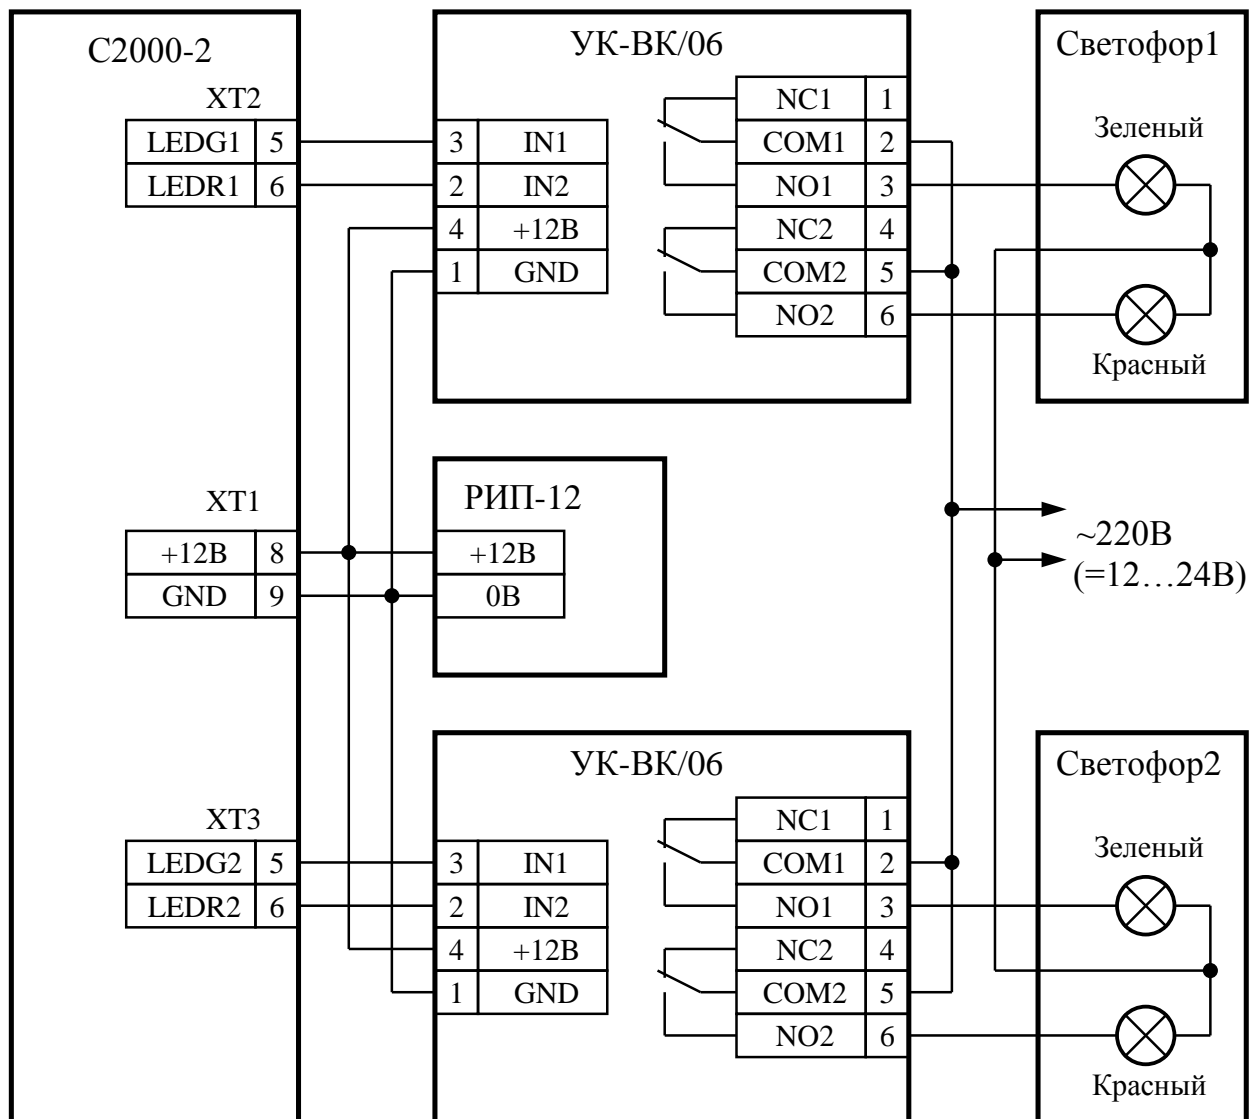 С2000-2
XT2
LEDG1 5
LEDR1 6
XT1
+12В 8
GND 9
XT3
LEDG2 5
LEDR2 6
УК-ВК/06
3 IN1
2 IN2
4 +12В
1 GND
NC1 1
COM1 2
NO1 3
NC2 4
COM2 5
NO2 6
Светофор1
Зеленый
Красный
РИП-12
+12В
0В
~220В
(=12…24В)
УК-ВК/06
3 IN1
2 IN2
4 +12В
1 GND
NC1 1
COM1 2
NO1 3
NC2 4
COM2 5
NO2 6
Светофор2
Зеленый
Красный